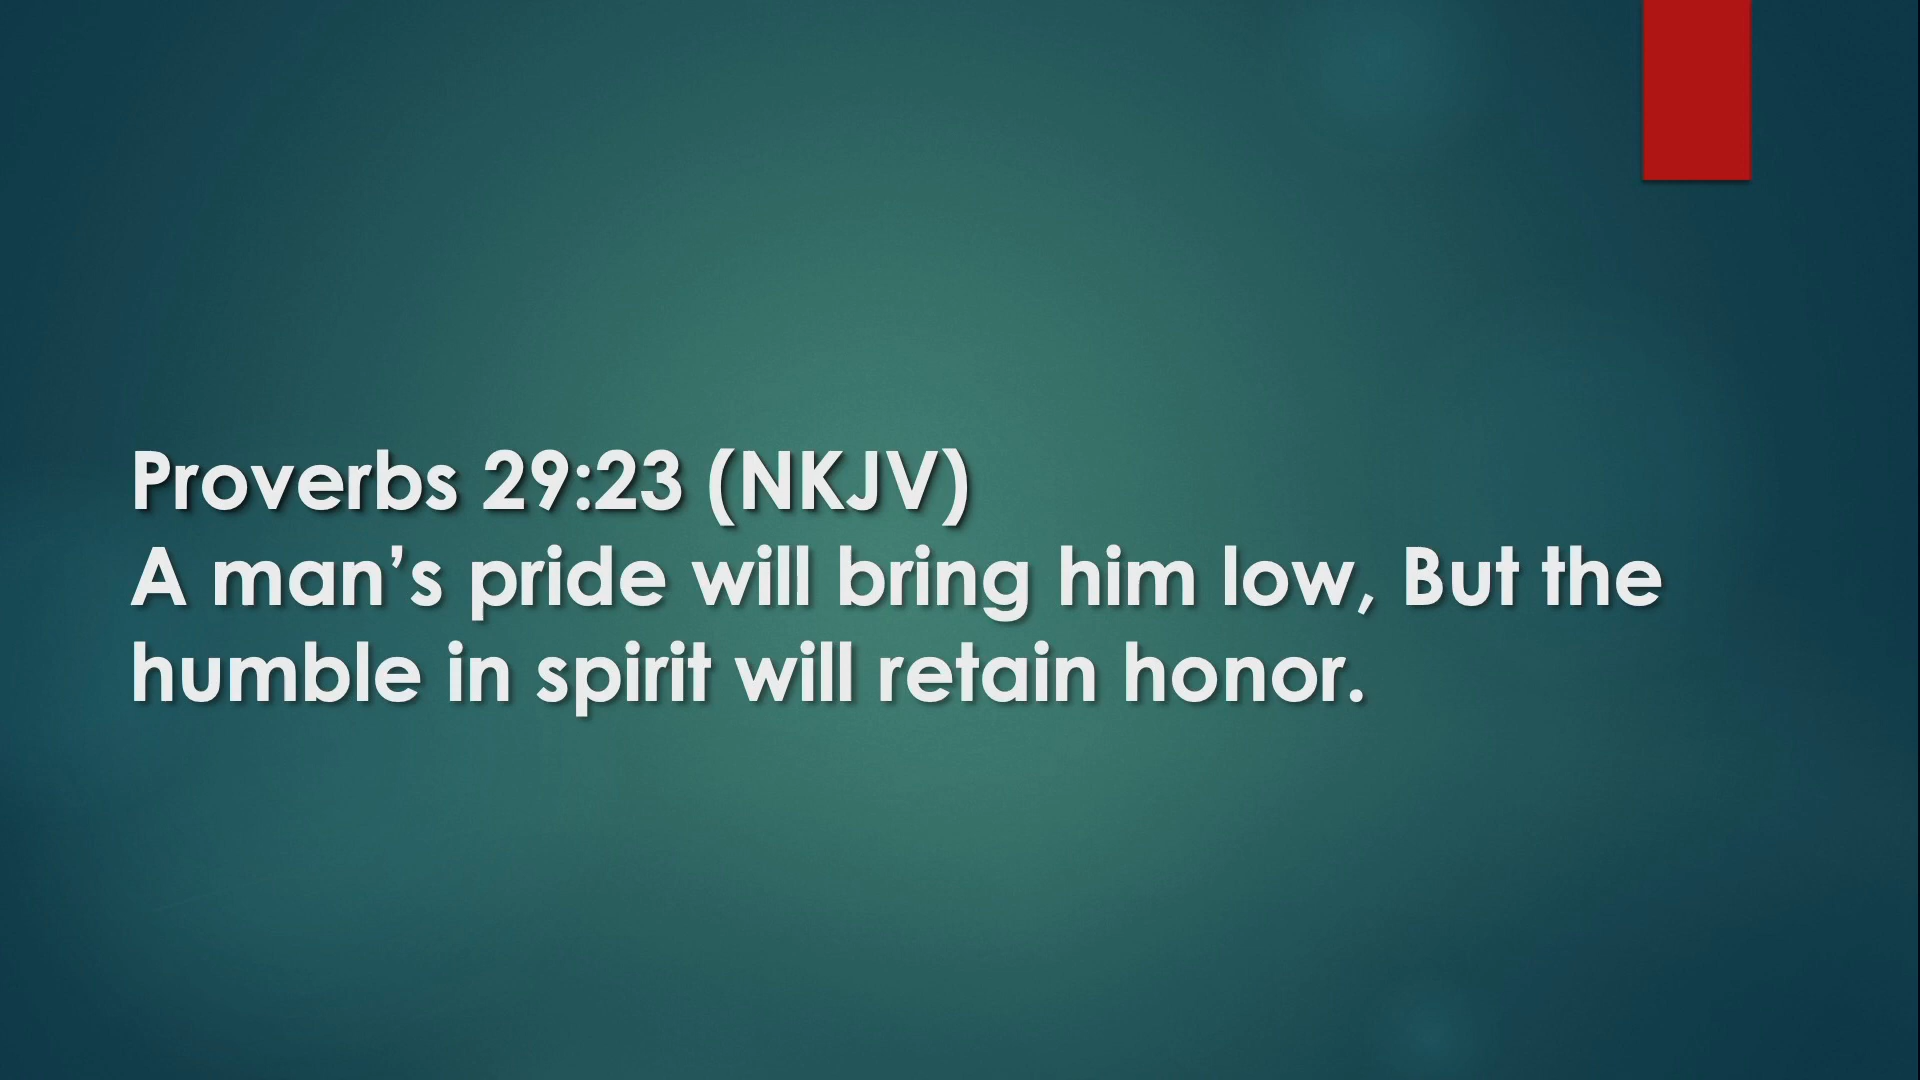 Proverbs 29:23 (NKJV)
A man’s pride will bring him low, But the
humble in spirit will retain honor.